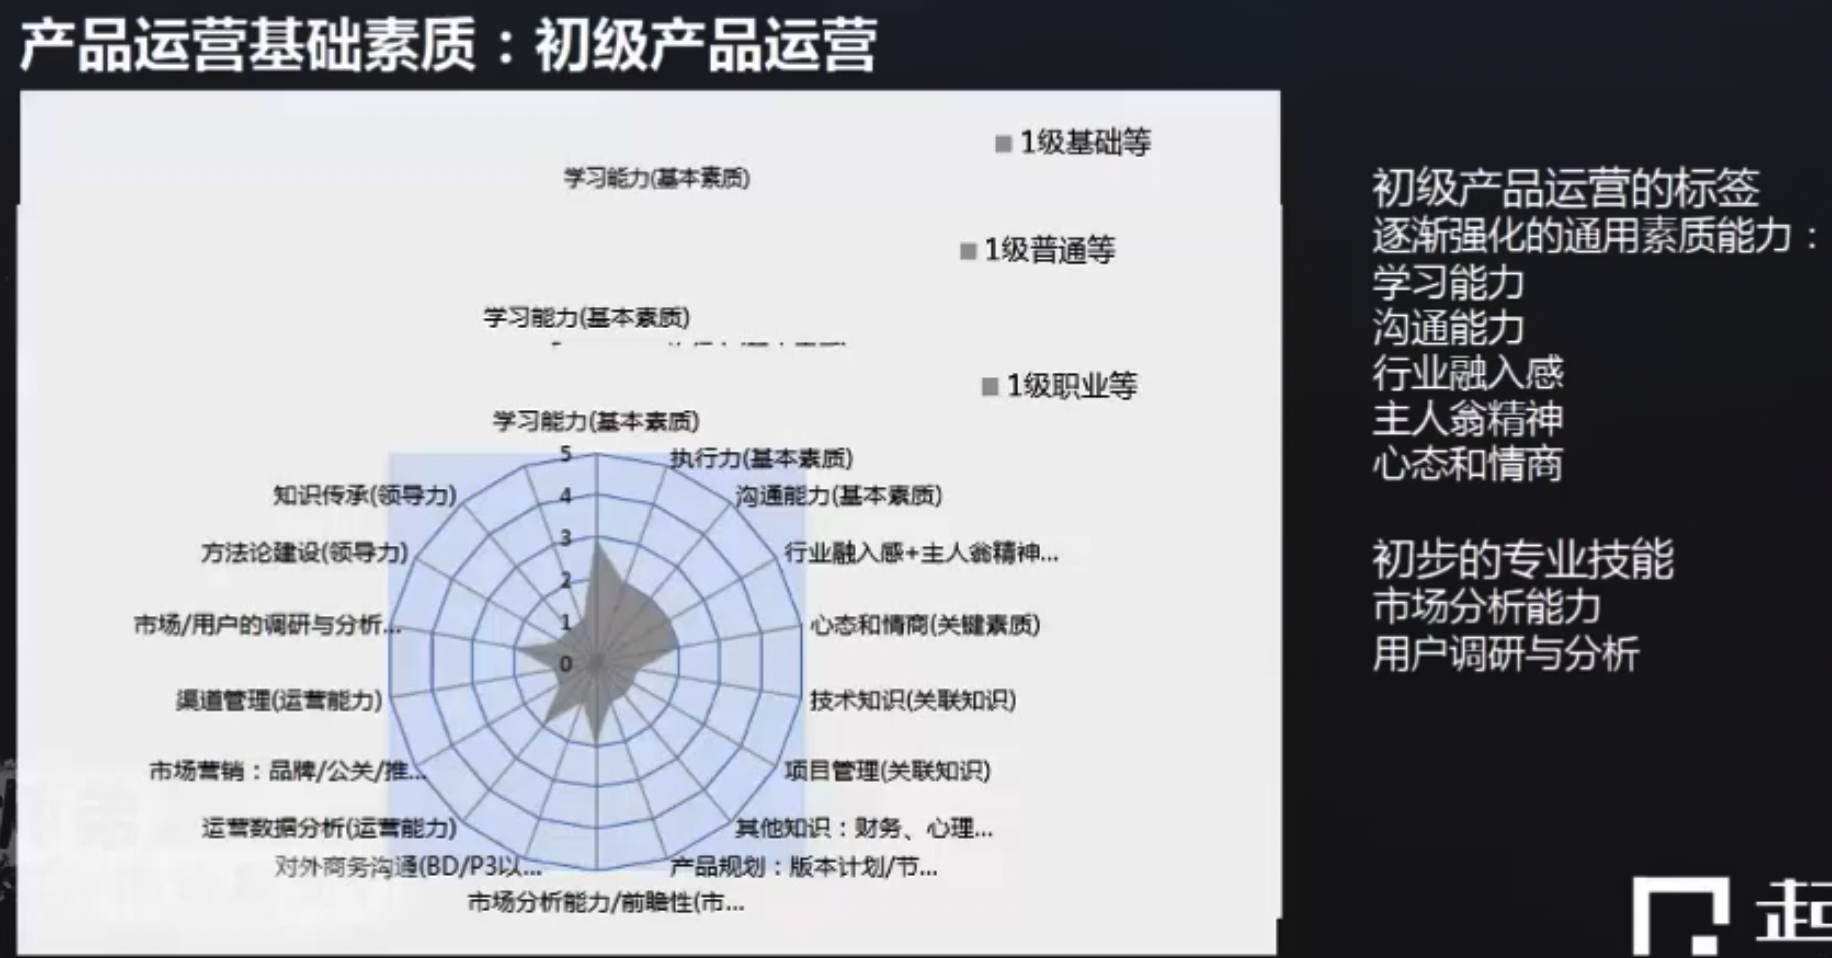 产品运营基础素质：初级产品运营
1级基础等
学习能力(基本素质)
1级普通等
学习能力(基本素质)
1级职业等
学习能力(基本素质)
5
执行力(基本素质)
知识传承(领导力)
4
沟通能力(基本素质)
方法论建设(领导力)
3
行业融入感+主人翁精神...
2
市场/用户的调研与分析...
1
心态和情商(关键素质)
0
渠道管理(运营能力)
技术知识(关联知识)
市场营销：品牌/公关/推...
项目管理(关联知识)
运营数据分析(运营能力)
其他知识：财务、心理...
对外商务沟通(BD/P3以...
产品规划：版本计划/节...
市场分析能力/前瞻性(市...
初级产品运营的标签
逐渐强化的通用素质能力：
学习能力
沟通能力
行业融入感
主人翁精神
心态和情商
初步的专业技能
市场分析能力
用户调研与分析
起